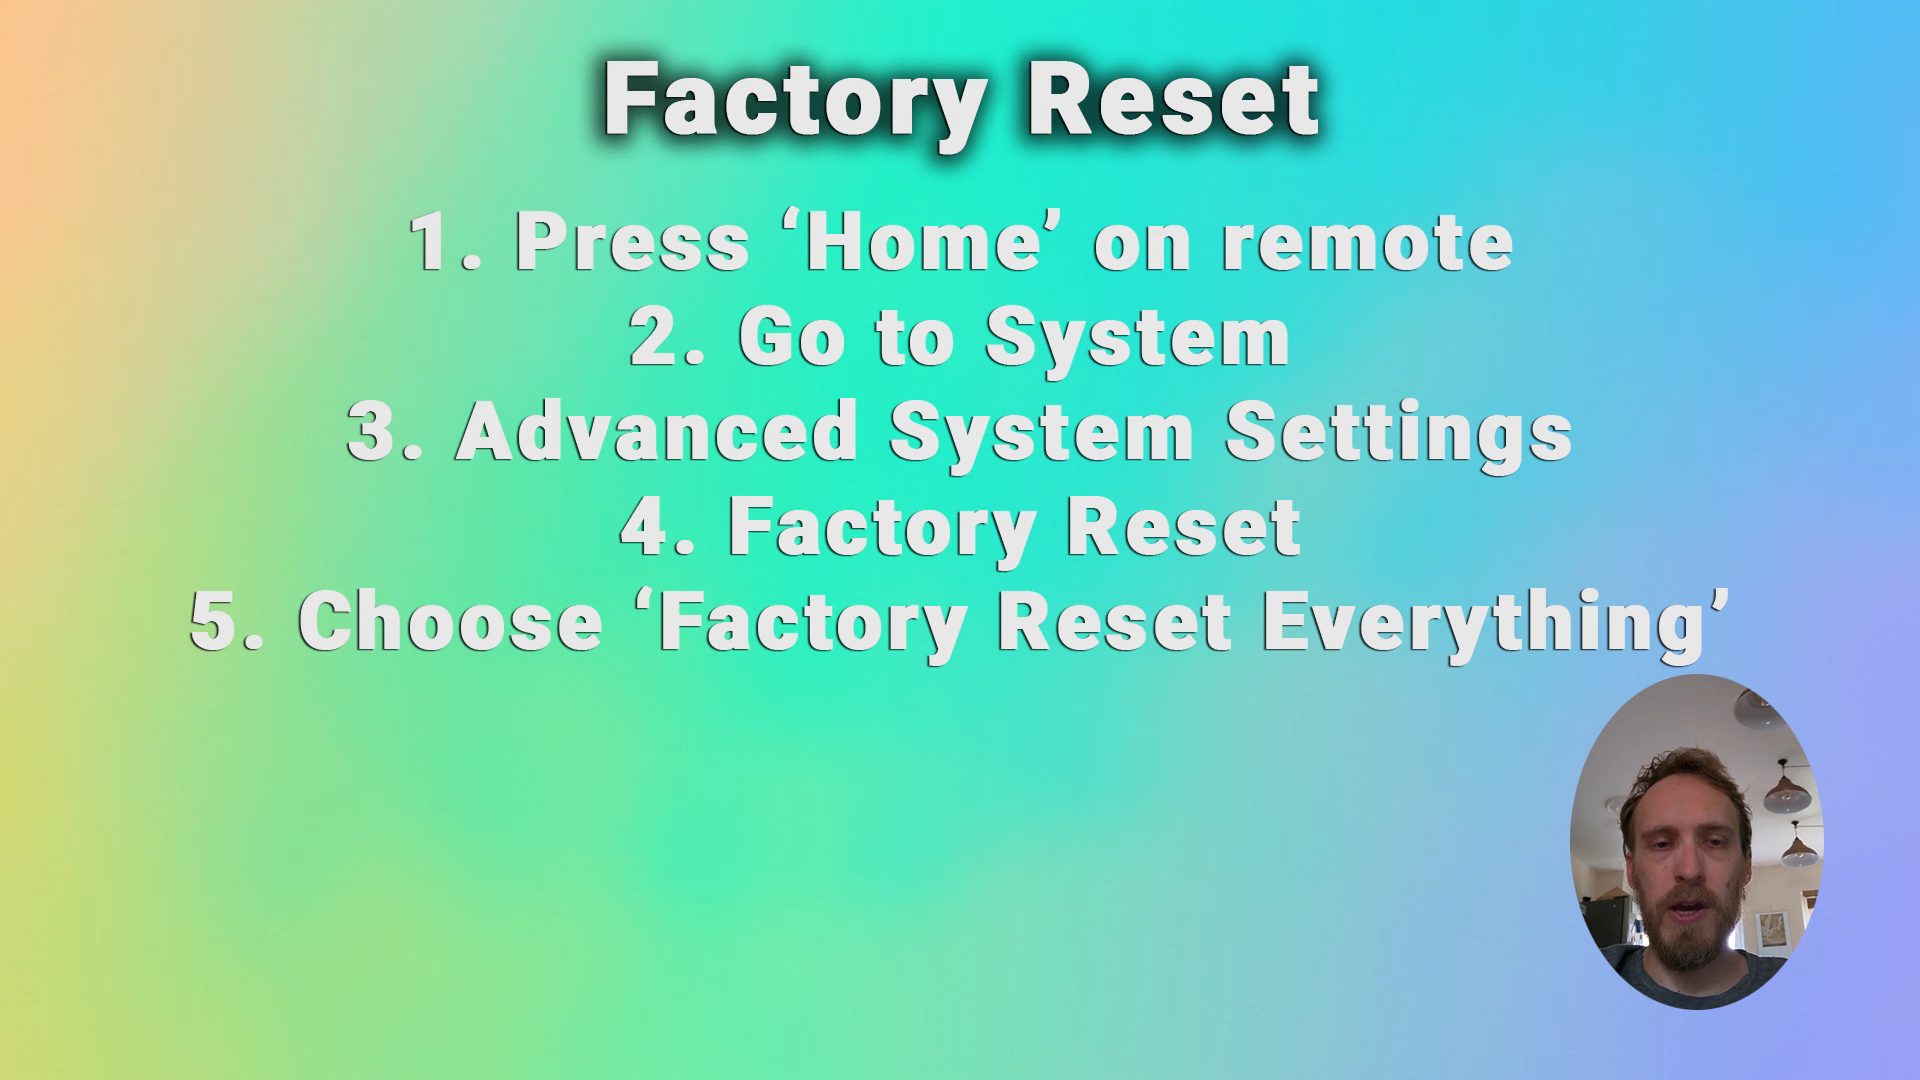 Factory Reset
1. Press ‘Home’ on remote
2. Go to System
3. Advanced System Settings
4. Factory Reset
5. Choose ‘Factory Reset Everything’